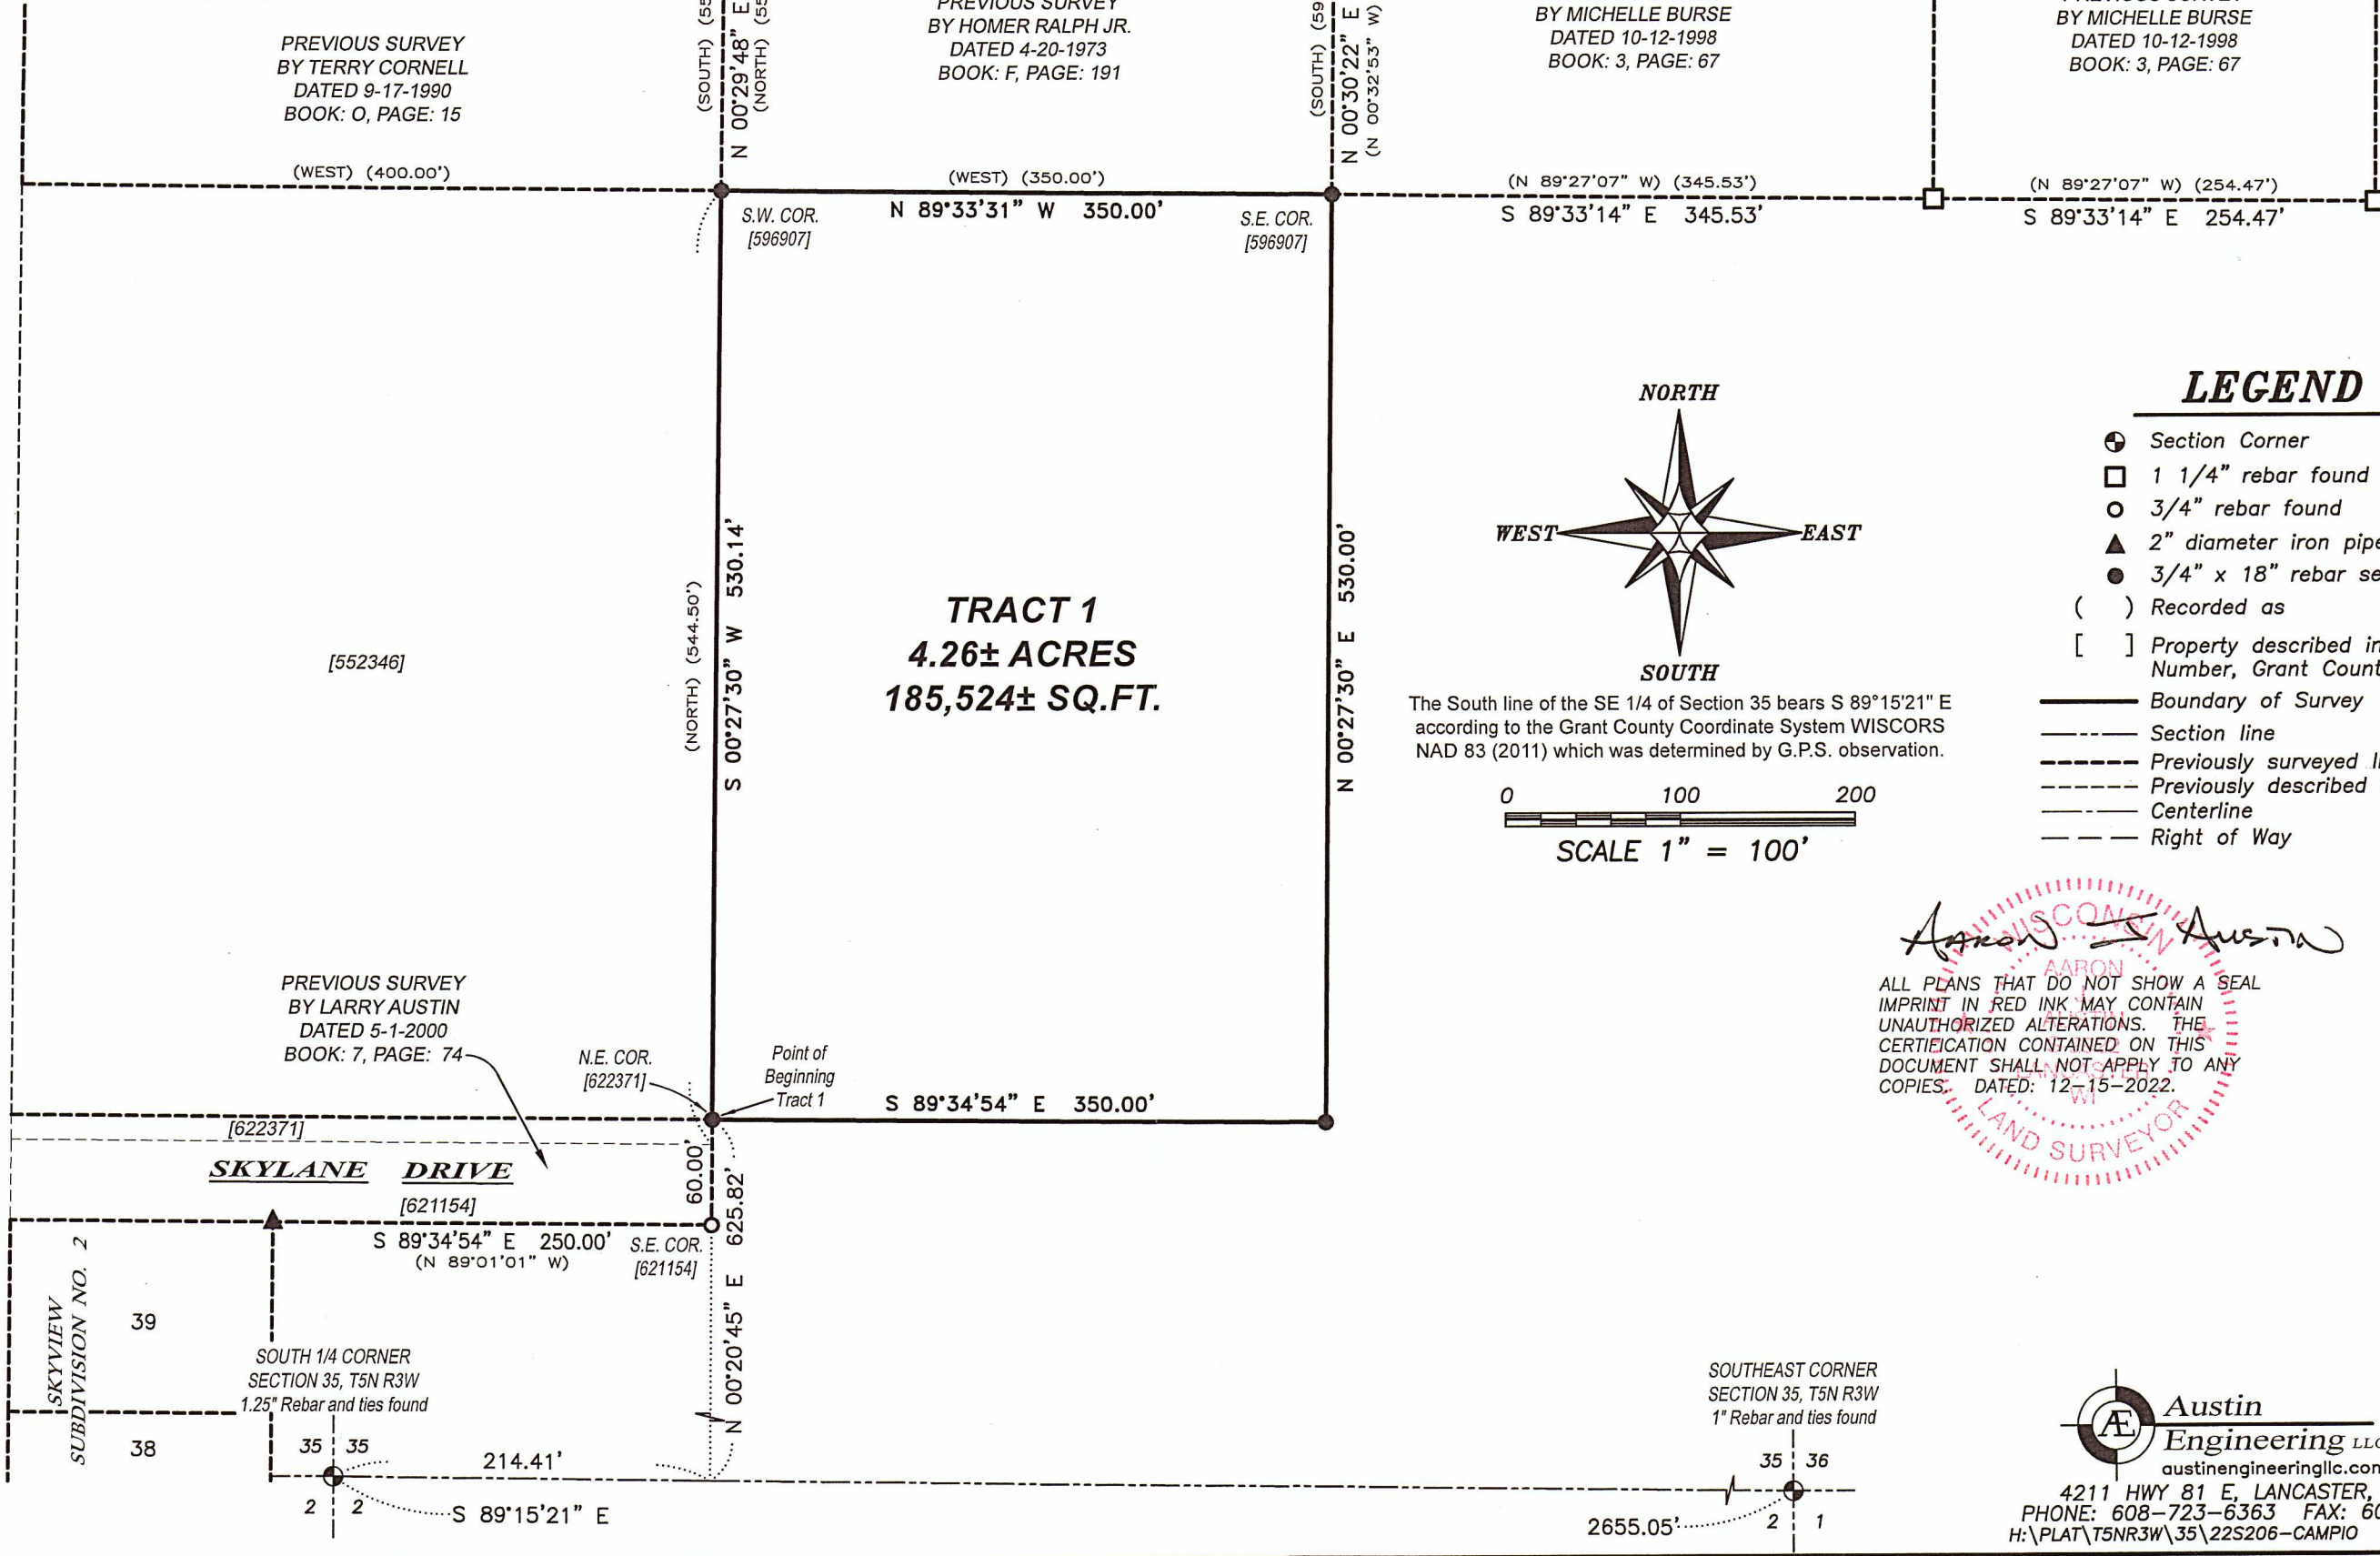 PREVIOUS SURVEY
BY TERRY CORNELL
DATED 9-17-1990
BOOK: O, PAGE: 15
(SOUTH)
N 00°29'48" E
(NORTH)
PREVIOUS SURVEY
BY HOMER RALPH JR.
DATED 4-20-1973
BOOK: F, PAGE: 191
(SOUTH)
N 00°30'22" E
(N 00°32'53" W)
BY MICHELLE BURSE
DATED 10-12-1998
BOOK: 3, PAGE: 67
BY MICHELLE BURSE
DATED 10-12-1998
BOOK: 3, PAGE: 67
(WEST) (400.00')
(WEST) (350.00')
(N 89°27'07" W) (345.53')
(N 89°27'07" W) (254.47')
S.W. COR.
[596907]
N 89°33'31" W 350.00'
S.E. COR.
[596907]
S 89°33'14" E 345.53'
S 89°33'14" E 254.47'
[552346]
(NORTH) (544.50')
S 00°27'30" W 530.14'
TRACT 1
4.26± ACRES
185,524± SQ.FT.
N 00°27'30" E 530.00'
NORTH
WEST
EAST
SOUTH
The South line of the SE 1/4 of Section 35 bears S 89°15'21" E
according to the Grant County Coordinate System WISCORS
NAD 83 (2011) which was determined by G.P.S. observation.
0 100 200
SCALE 1" = 100'
LEGEND
Section Corner
1 1/4" rebar found
3/4" rebar found
2" diameter iron pipe
3/4" x 18" rebar
( ) Recorded as
[ ] Property described
Number, Grant
Boundary of Survey
Section line
Previously surveyed
Previously described
Centerline
Right of Way
Aaron J Austin
WISCONSIN
AARON
J.
AUSTIN
LANCASTER
WI
LAND SURVEYOR
ALL PLANS THAT DO NOT SHOW A SEAL
IMPRINT IN RED INK MAY CONTAIN
UNAUTHORIZED ALTERATIONS. THE
CERTIFICATION CONTAINED ON THIS
DOCUMENT SHALL NOT APPLY TO ANY
COPIES. DATED: 12-15-2022.
PREVIOUS SURVEY
BY LARRY AUSTIN
DATED 5-1-2000
BOOK: 7, PAGE: 74
N.E. COR.
[622371]
Point of
Beginning
Tract 1
S 89°34'54" E 350.00'
[622371]
SKYLANE DRIVE
[621154]
60.00'
S 89°34'54" E 250.00'
(N 89°01'01" W)
S.E. COR.
[621154]
N 00°20'45" E 625.82'
SKYVIEW
SUBDIVISION NO. 2
39
38
SOUTH 1/4 CORNER
SECTION 35, T5N R3W
1.25" Rebar and ties found
35 35
2 2
214.41'
S 89°15'21" E
SOUTHEAST CORNER
SECTION 35, T5N R3W
1" Rebar and ties found
35 36
2 1
2655.05'
Æ
Austin
Engineering LLC
austinengineeringllc.com
4211 HWY 81 E, LANCASTER,
PHONE: 608-723-6363 FAX:
H:\PLAT\T5NR3W\35\22S206-CAMPIO